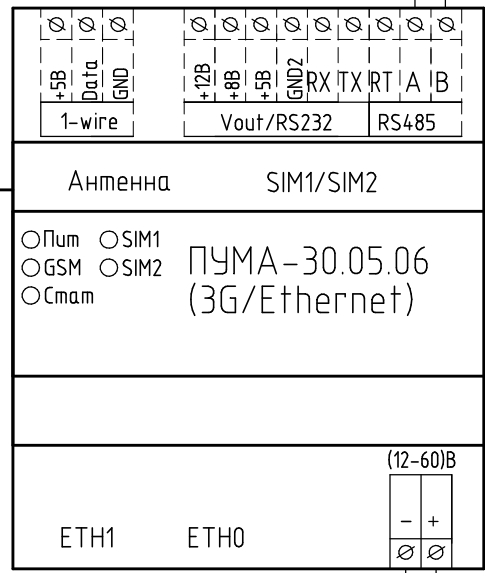 +5В Data GND +12В +8В +5В GND2 RX TX RT A B
1-wire Vout/RS232 RS485
Антенна SIM1/SIM2
Пит SIM1
GSM SIM2
Стат
ПУМА-30.05.06
(3G/Ethernet)
(12-60)В
- +
ETH1 ETH0